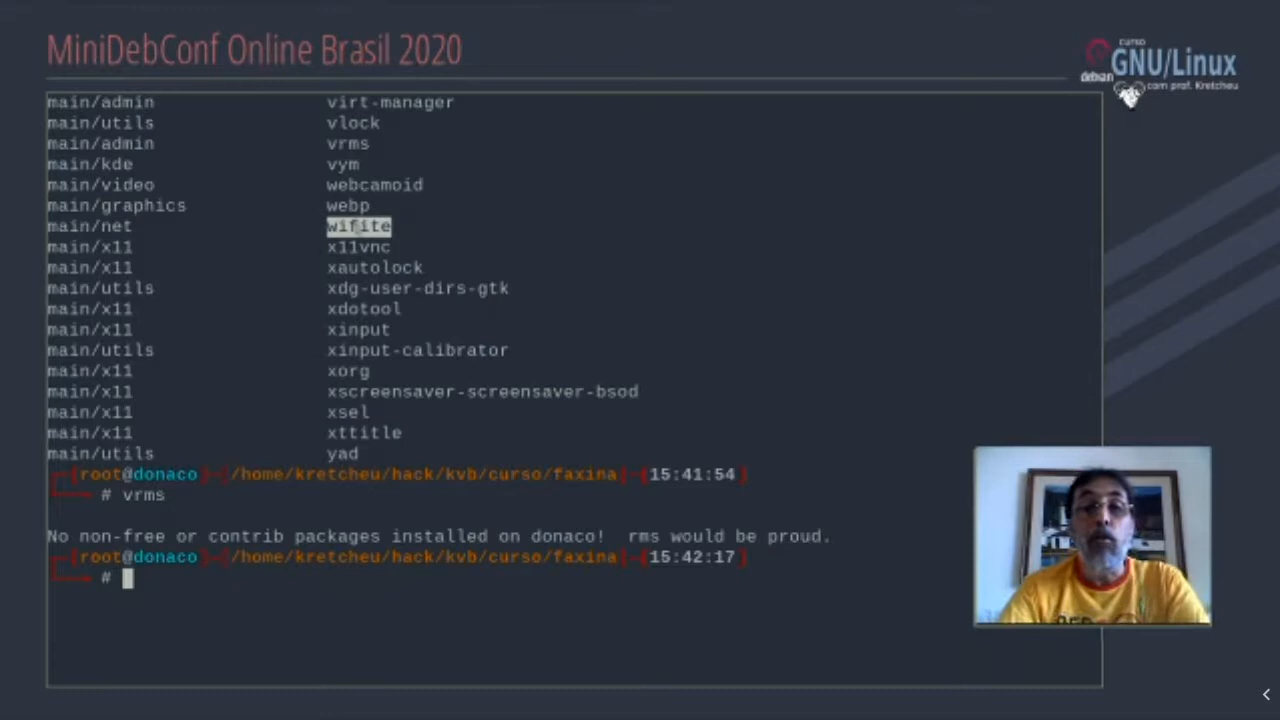 MiniDebConf Online Brasil 2020
curso
GNU/Linux
debian
com prof. Kretcheu
main/admin virt-manager
main/utils vlock
main/admin vrms
main/kde vym
main/video webcamoid
main/graphics webp
main/net wifite
main/x11 x11vnc
main/x11 xautolock
main/utils xdg-user-dirs-gtk
main/x11 xdotool
main/x11 xinput
main/utils xinput-calibrator
main/x11 xorg
main/x11 xscreensaver-screensaver-bsod
main/x11 xsel
main/x11 xttitle
main/utils yad
[root@donaco]-[/home/kretcheu/hack/kvb/curso/faxina]-[15:41:54]
# vrms
No non-free or contrib packages installed on donaco! rms would be proud.
[root@donaco]-[/home/kretcheu/hack/kvb/curso/faxina]-[15:42:17]
#